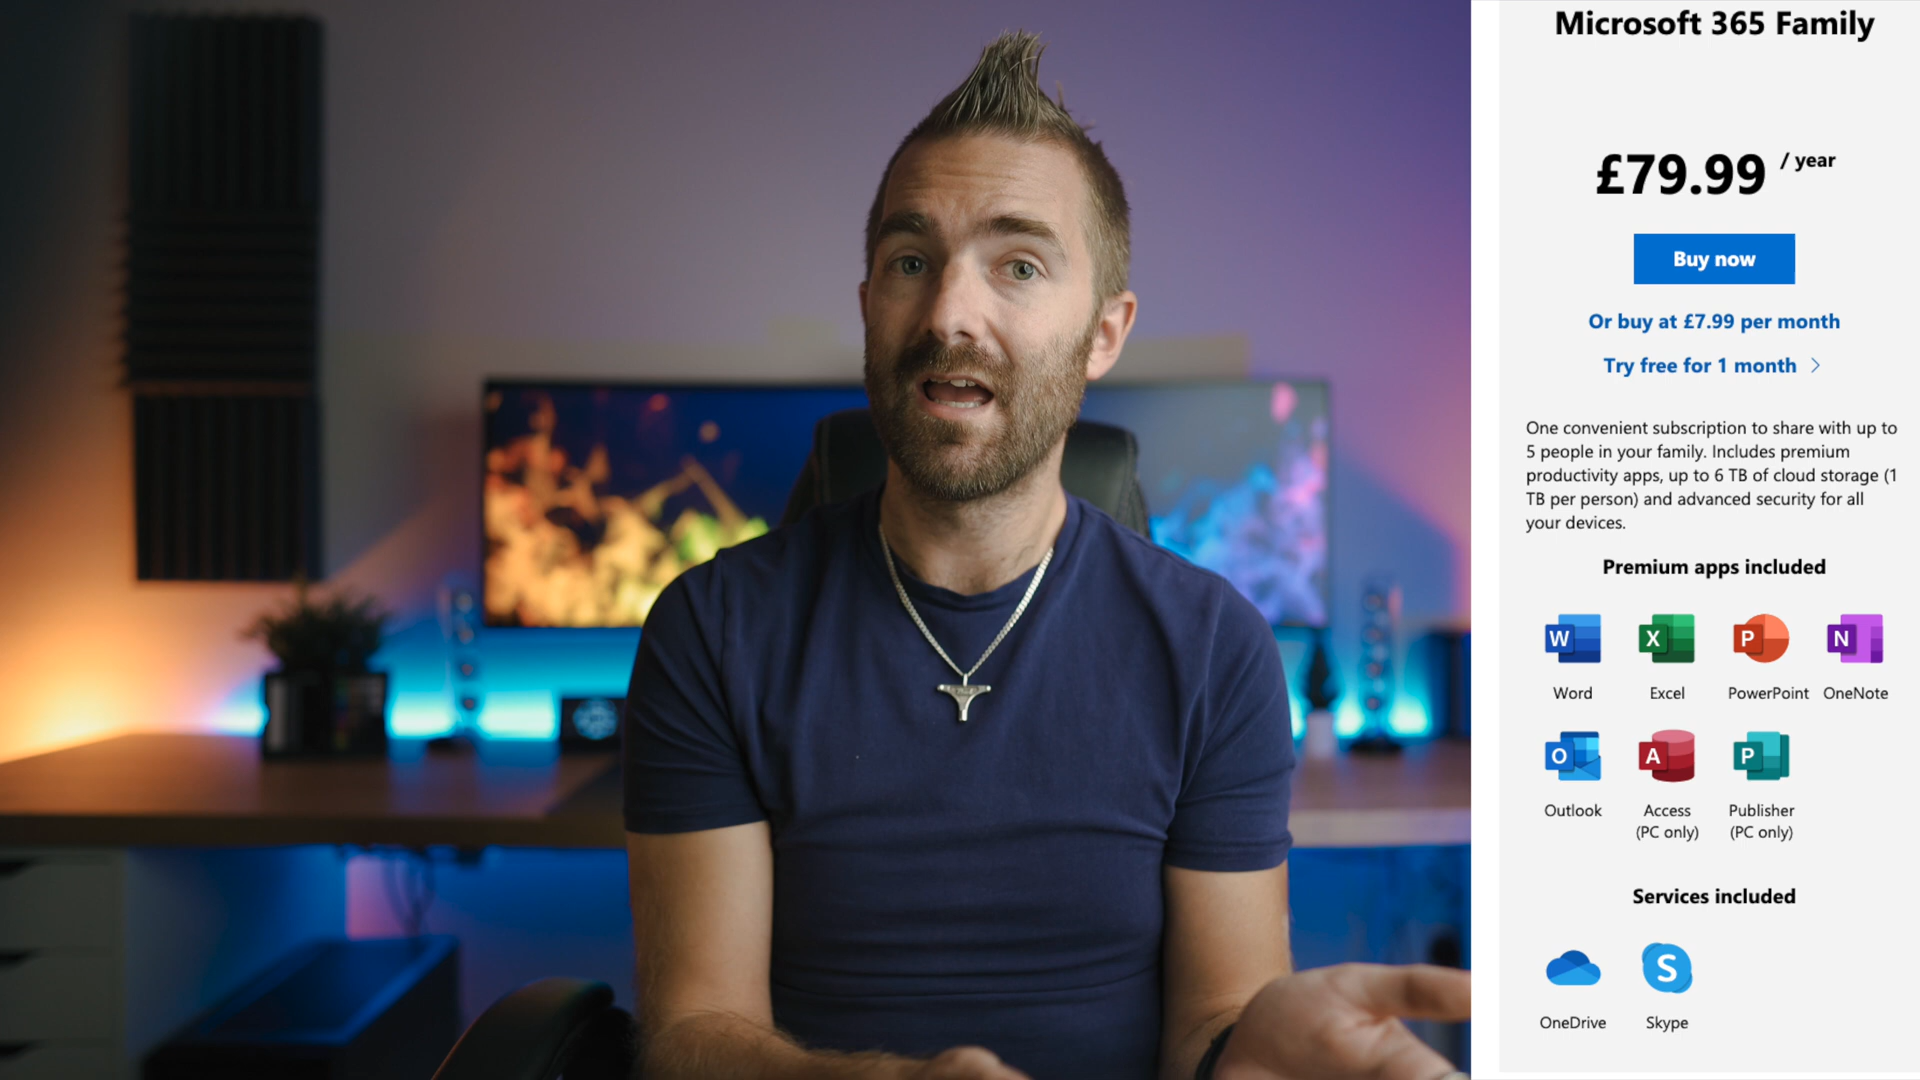 Microsoft 365 Family
£79.99 / year
Buy now
Or buy at £7.99 per month
Try free for 1 month
One convenient subscription to share with up to
5 people in your family. Includes premium
productivity apps, up to 6 TB of cloud storage (1
TB per person) and advanced security for all
your devices.
Premium apps included
W X P N
Word Excel PowerPoint OneNote
O A P
Outlook Access (PC only) Publisher (PC only)
Services included
S
OneDrive Skype